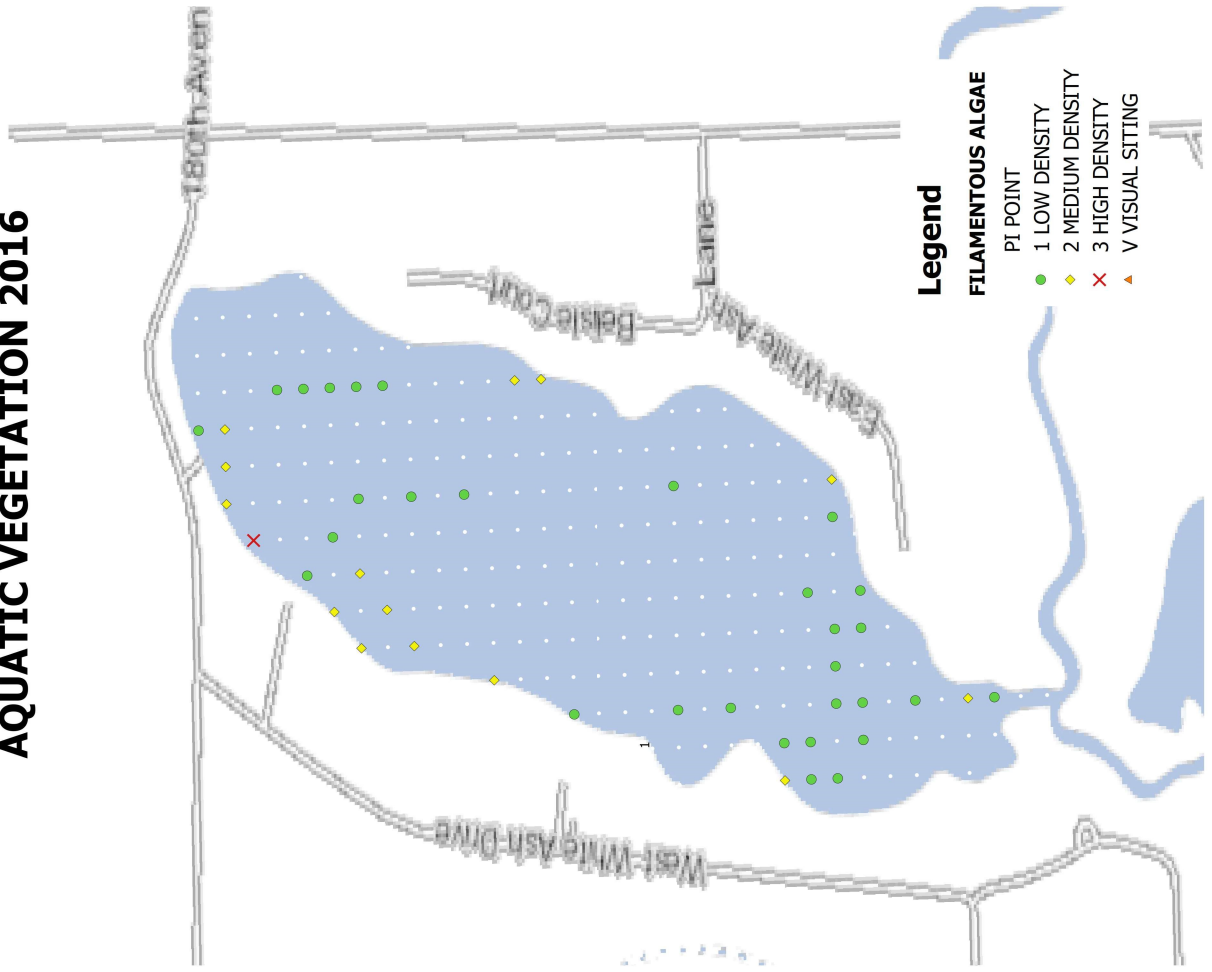 AQUATIC VEGETATION 2016
180th Aven
Belsle Court
Lane
East White Ash
West White Ash Drive
1
Legend
FILAMENTOUS ALGAE
PI POINT
1 LOW DENSITY
2 MEDIUM DENSITY
3 HIGH DENSITY
V VISUAL SITING